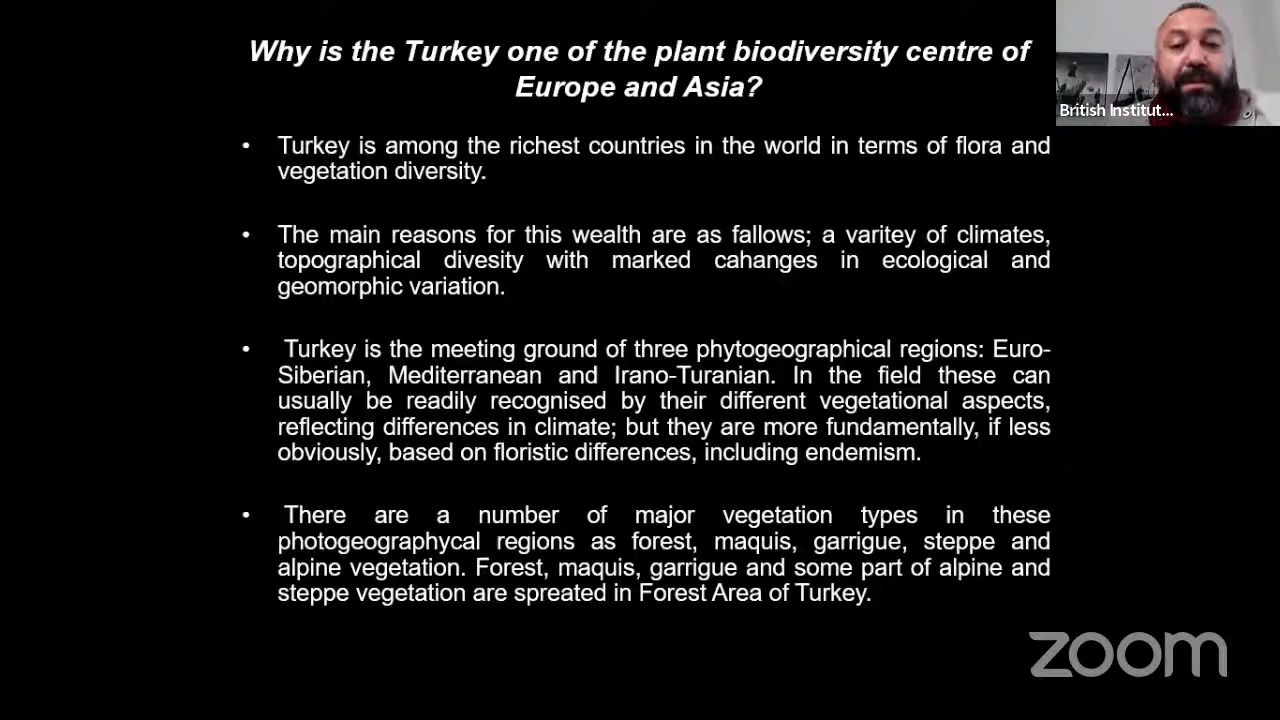 Why is the Turkey one of the plant biodiversity centre of
Europe and Asia?
British Institut...
• Turkey is among the richest countries in the world in terms of flora and
vegetation diversity.
• The main reasons for this wealth are as fallows; a varitey of climates,
topographical divesity with marked cahanges in ecological and
geomorphic variation.
• Turkey is the meeting ground of three phytogeographical regions: Euro-
Siberian, Mediterranean and Irano-Turanian. In the field these can
usually be readily recognised by their different vegetational aspects,
reflecting differences in climate; but they are more fundamentally, if less
obviously, based on floristic differences, including endemism.
• There are a number of major vegetation types in these
photogeographycal regions as forest, maquis, garrigue, steppe and
alpine vegetation. Forest, maquis, garrigue and some part of alpine and
steppe vegetation are spreated in Forest Area of Turkey.
zoom